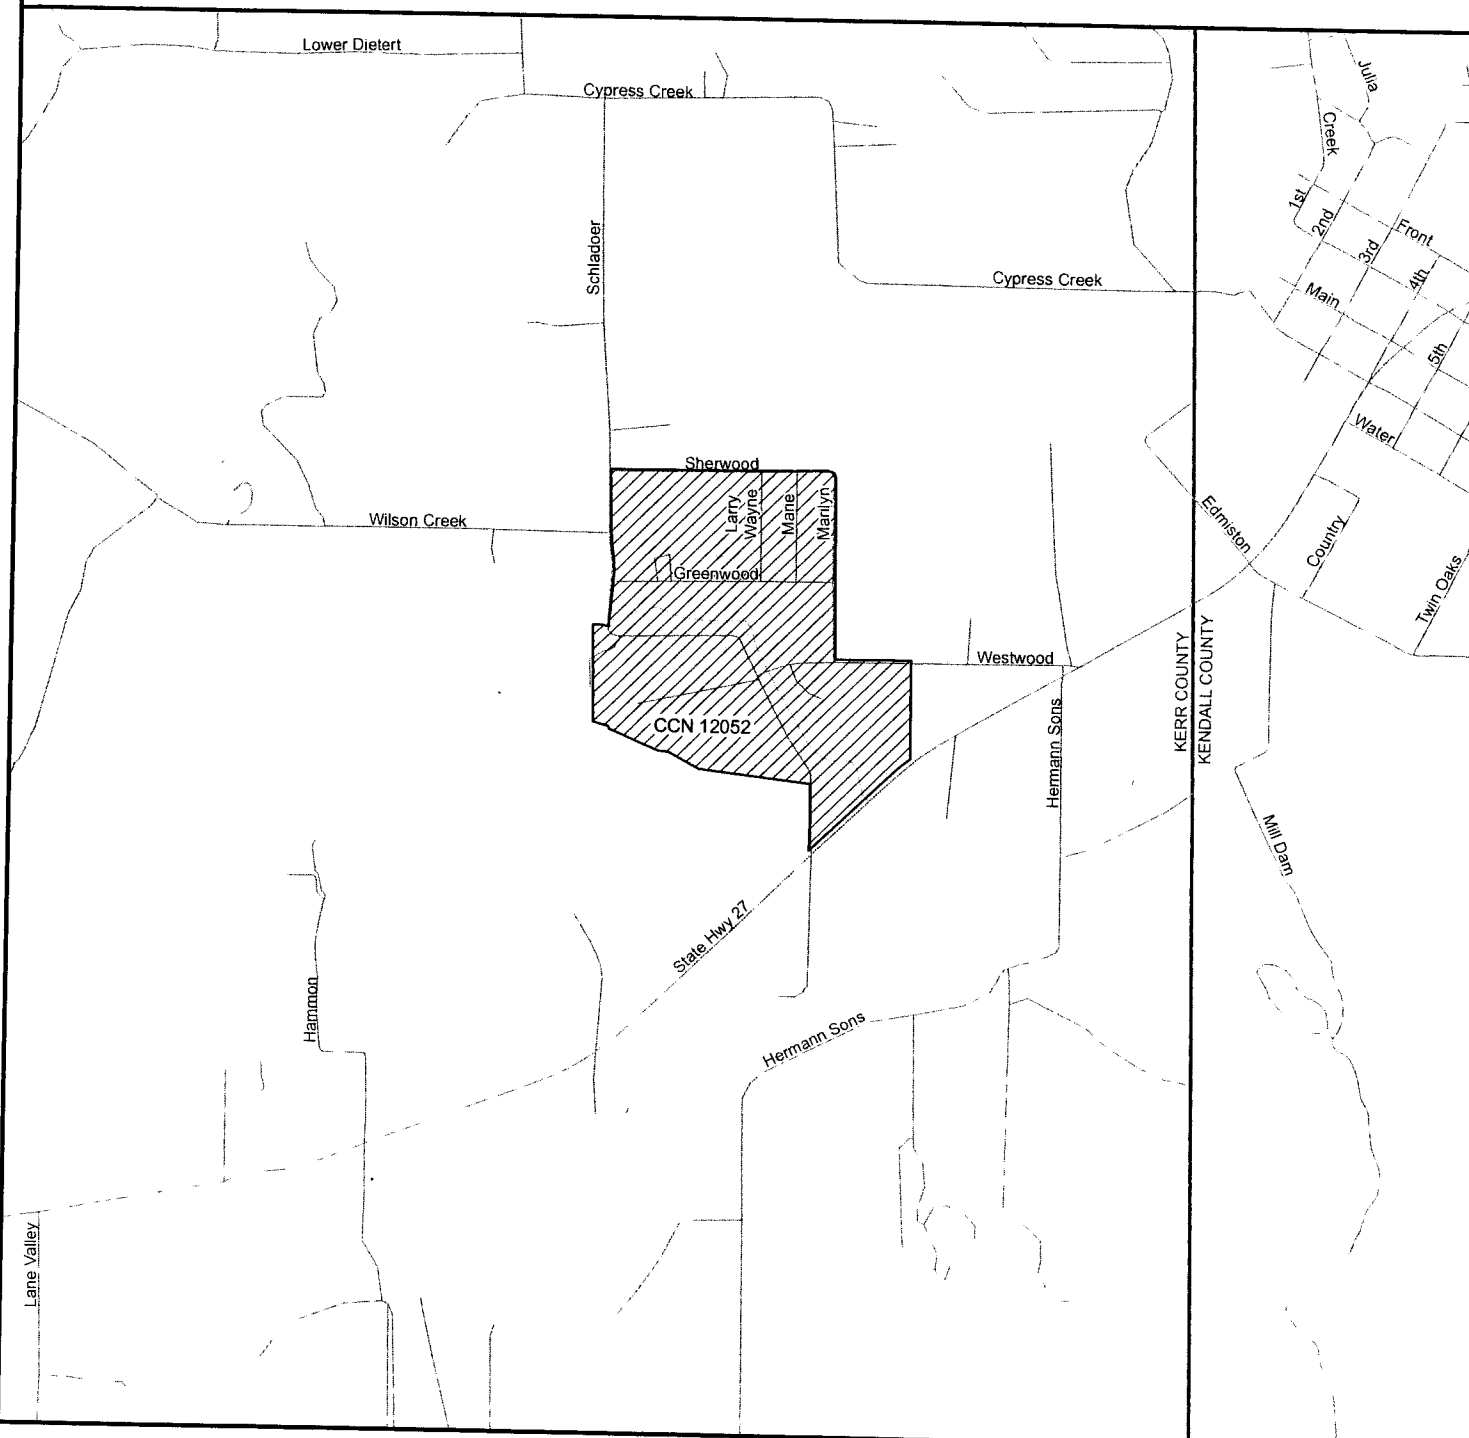 Lower Dietert
Cypress Creek
Julia
Creek
Schladoer
1st
2nd
3rd
Front
4th
Cypress Creek
Main
5th
Water
Sherwood
Larry
Wayne
Marie
Marilyn
Wilson Creek
Edmiston
Country
Greenwood
Twin Oaks
Westwood
KERR COUNTY
KENDALL COUNTY
CCN 12052
Hermann Sons
Mill Dam
State Hwy 27
Hammon
Hermann Sons
Lane Valley